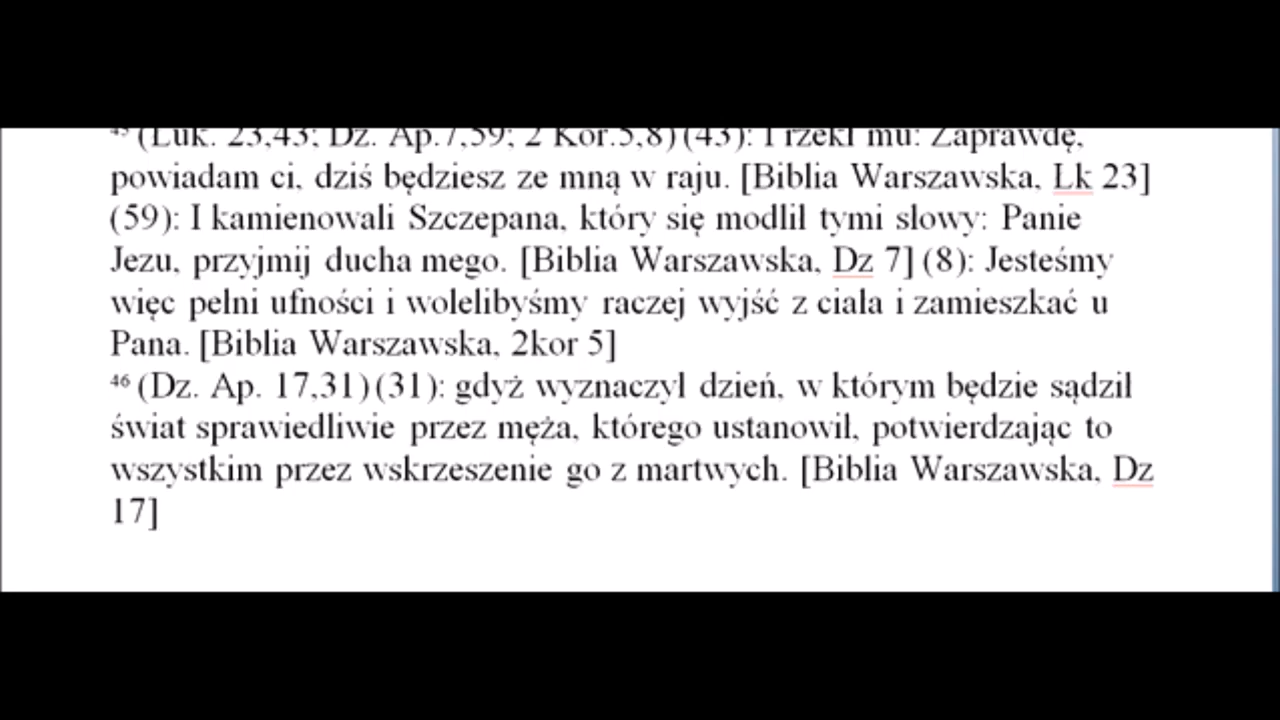 ⁴⁵ (Łuk. 23,43; Dz. Ap.7,59; 2 Kor.5,8) (43): I rzekł mu: Zaprawdę,
powiadam ci, dziś będziesz ze mną w raju. [Biblia Warszawska, Lk 23]
(59): I kamienowali Szczepana, który się modlił tymi słowy: Panie
Jezu, przyjmij ducha mego. [Biblia Warszawska, Dz 7] (8): Jesteśmy
więc pełni ufności i wolelibyśmy raczej wyjść z ciała i zamieszkać u
Pana. [Biblia Warszawska, 2kor 5]
⁴⁶ (Dz. Ap. 17,31) (31): gdyż wyznaczył dzień, w którym będzie sądził
świat sprawiedliwie przez męża, którego ustanowił, potwierdzając to
wszystkim przez wskrzeszenie go z martwych. [Biblia Warszawska, Dz
17]